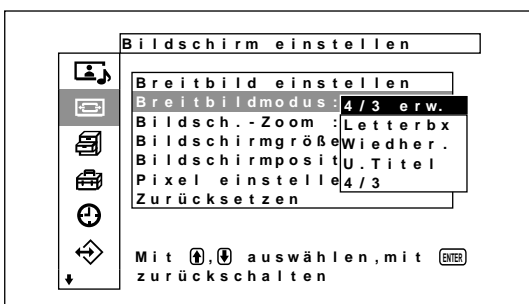 Bildschirm einstellen
Breitbild einstellen
Breitbildmodus: 4/3 erw.
Bildsch.-Zoom : Letterbx
Bildschirmgröße Wiedher.
Bildschirmposit U.Titel
Pixel einstelle 4/3
Zurücksetzen
Mit , auswählen,mit ENTER
zurückschalten